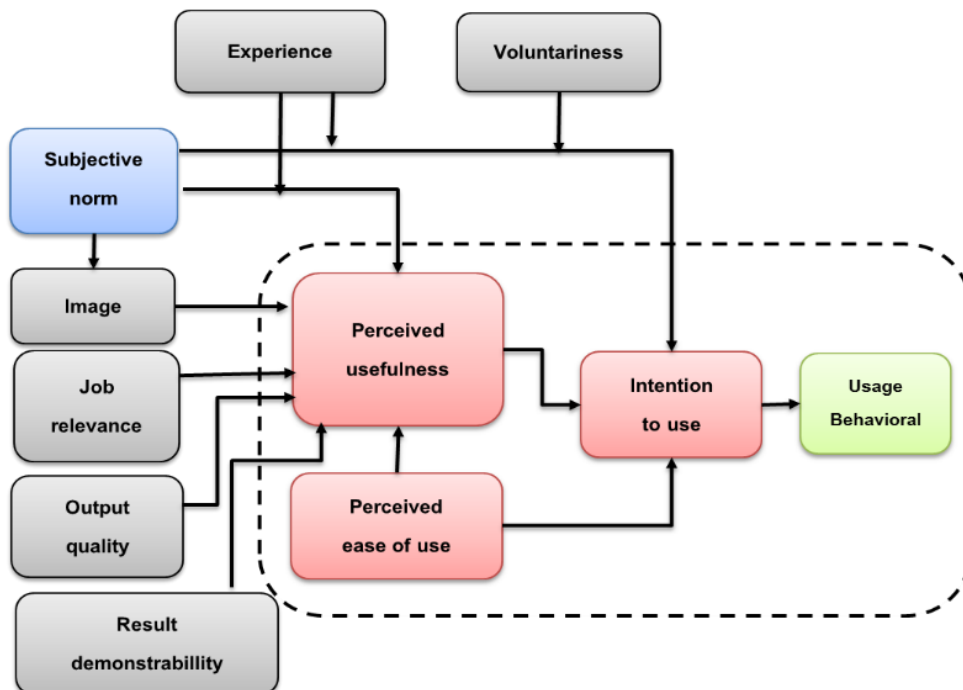 Experience
Voluntariness
Subjective
norm
Image
Perceived
usefulness
Job
relevance
Intention
to use
Usage
Behavioral
Output
quality
Perceived
ease of use
Result
demonstrabillity